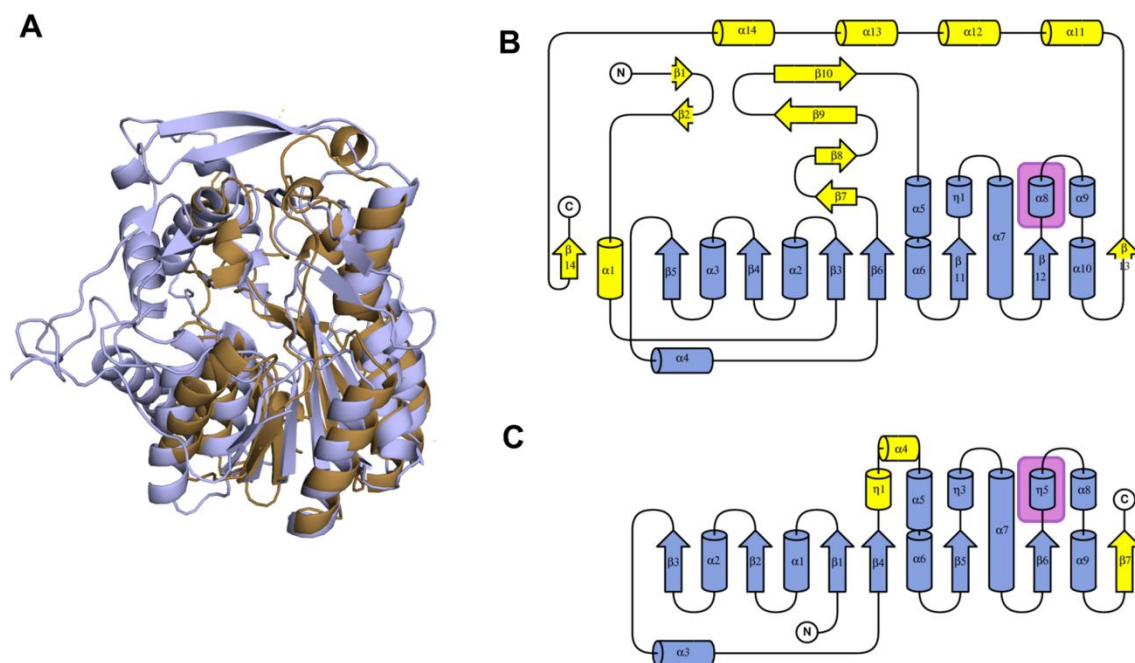 A
B
α14
α13
α12
α11
N
β1
β10
β2
β9
β8
β7
C
α5
η1
α8
α9
α7
β
14
α1
β5
α3
β4
α2
β3
β6
α6
β
11
β
12
α10
β
13
α4
C
α4
η1
α5
η3
η5
α8
C
α7
β3
α2
β2
α1
β1
β4
α6
β5
β6
α9
β7
N
α3